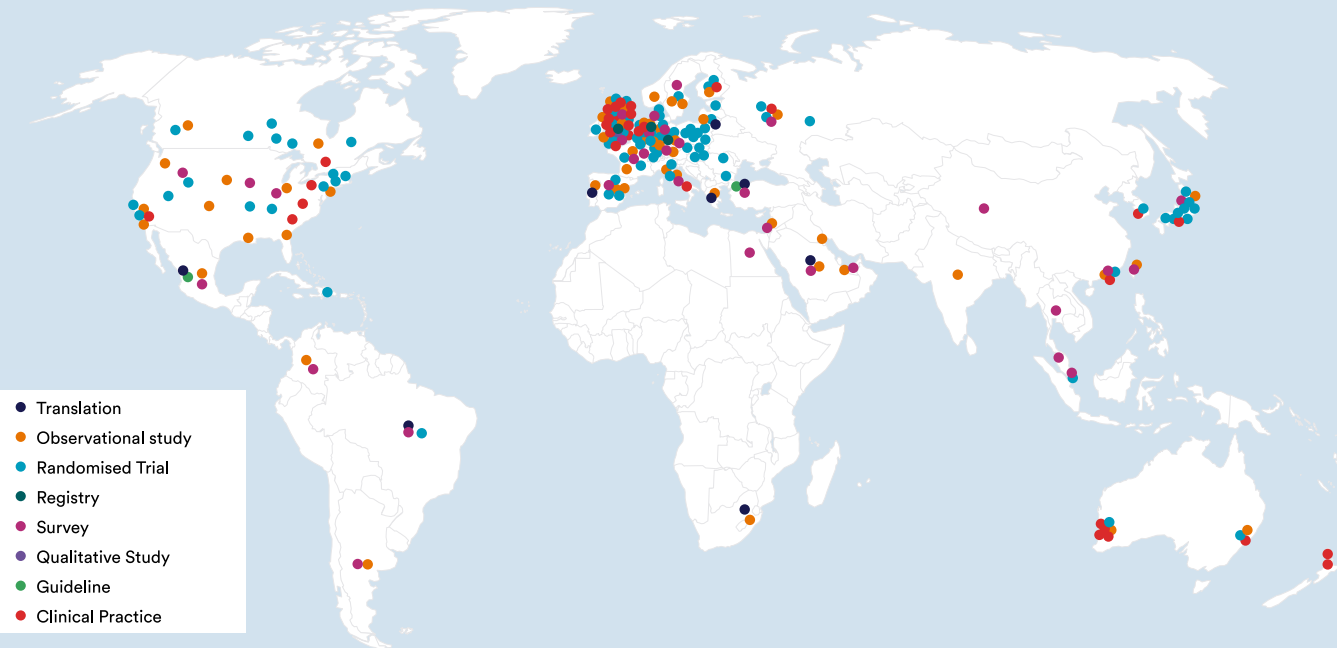 Translation
Observational study
Randomised Trial
Registry
Survey
Qualitative Study
Guideline
Clinical Practice